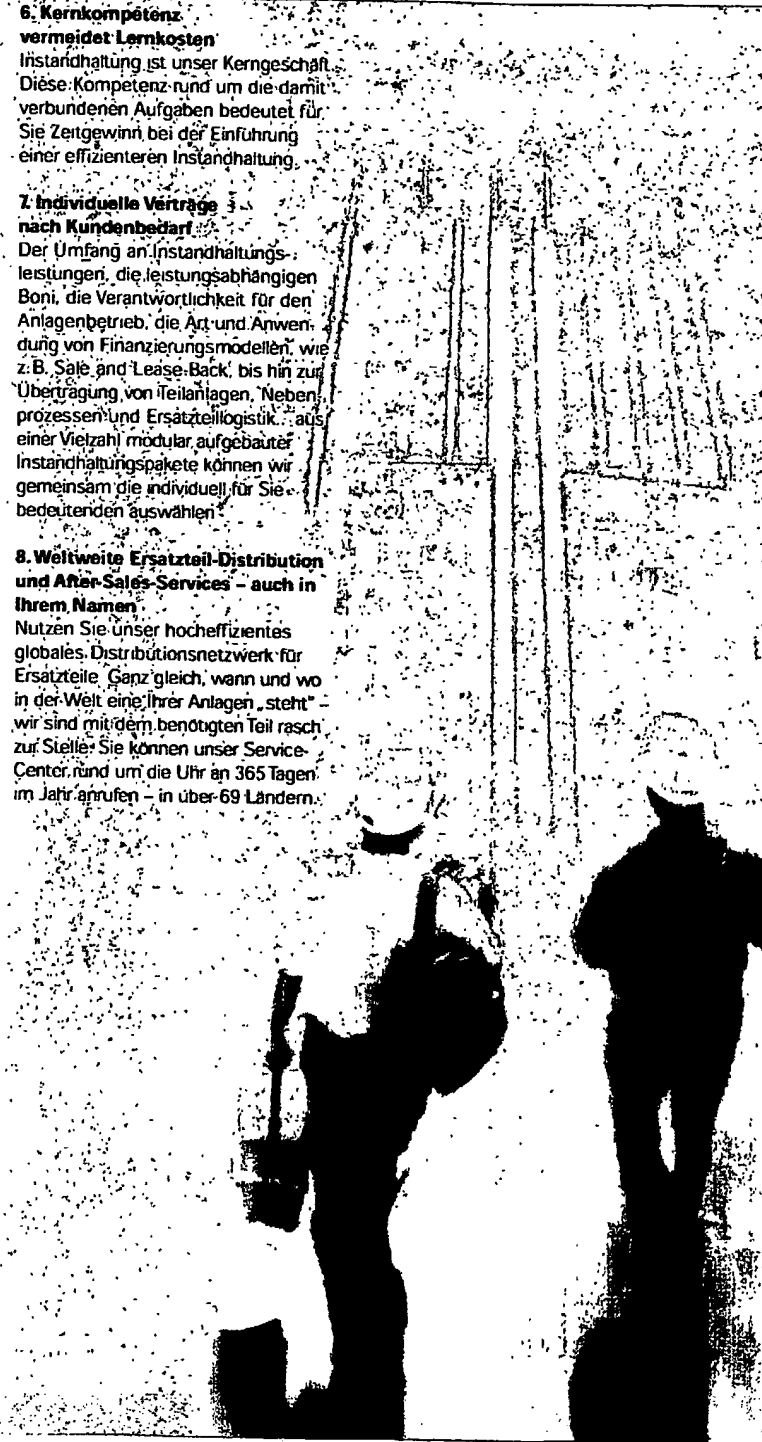 6. Kernkompetenz
vermeidet Lernkosten
Instandhaltung ist unser Kerngeschäft.
Diese Kompetenz rund um die damit
verbundenen Aufgaben bedeutet für
Sie Zeitgewinn bei der Einführung
einer effizienteren Instandhaltung.
7. Individuelle Verträge
nach Kundenbedarf
Der Umfang an Instandhaltungs-
leistungen, die leistungsabhängigen
Boni, die Verantwortlichkeit für den
Anlagenbetrieb, die Art und Anwen-
dung von Finanzierungsmodellen, wie
z. B. Sale and Lease Back, bis hin zur
Übertragung von Teilanlagen, Neben-
prozessen und Ersatzteillogistik... aus
einer Vielzahl modular aufgebauter
Instandhaltungspakete können wir
gemeinsam die individuell für Sie
bedeutenden auswählen.
8. Weltweite Ersatzteil-Distribution
und After-Sales-Services – auch in
Ihrem Namen
Nutzen Sie unser hocheffizientes
globales Distributionsnetzwerk für
Ersatzteile. Ganz gleich, wann und wo
in der Welt eine Ihrer Anlagen „steht" –
wir sind mit dem benötigten Teil rasch
zur Stelle. Sie können unser Service-
Center rund um die Uhr an 365 Tagen
im Jahr anrufen – in über 69 Ländern.